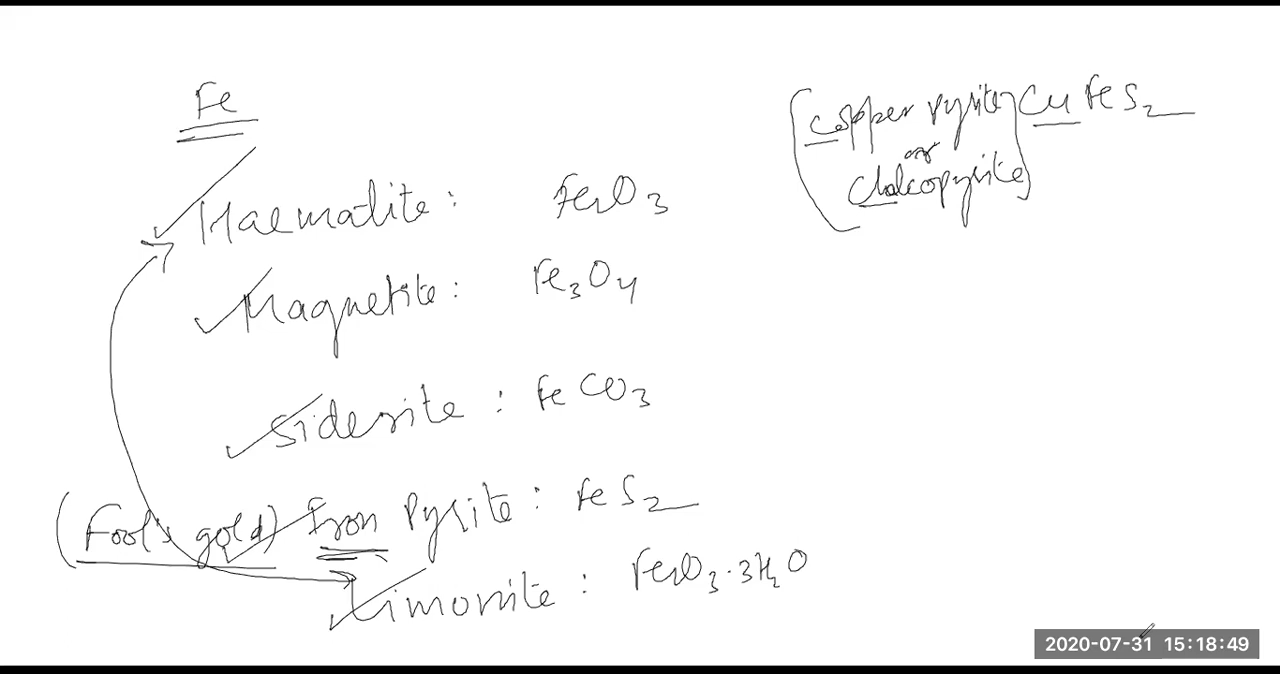 Fe
Haematite : Fe2O3
Magnetite : Fe3O4
Siderite : FeCO3
(Fool's gold) Iron Pyrite : FeS2
Limonite : Fe2O3·3H2O
(Copper pyrite) CuFeS2
or
Chalcopyrite)
2020-07-31 15:18:49